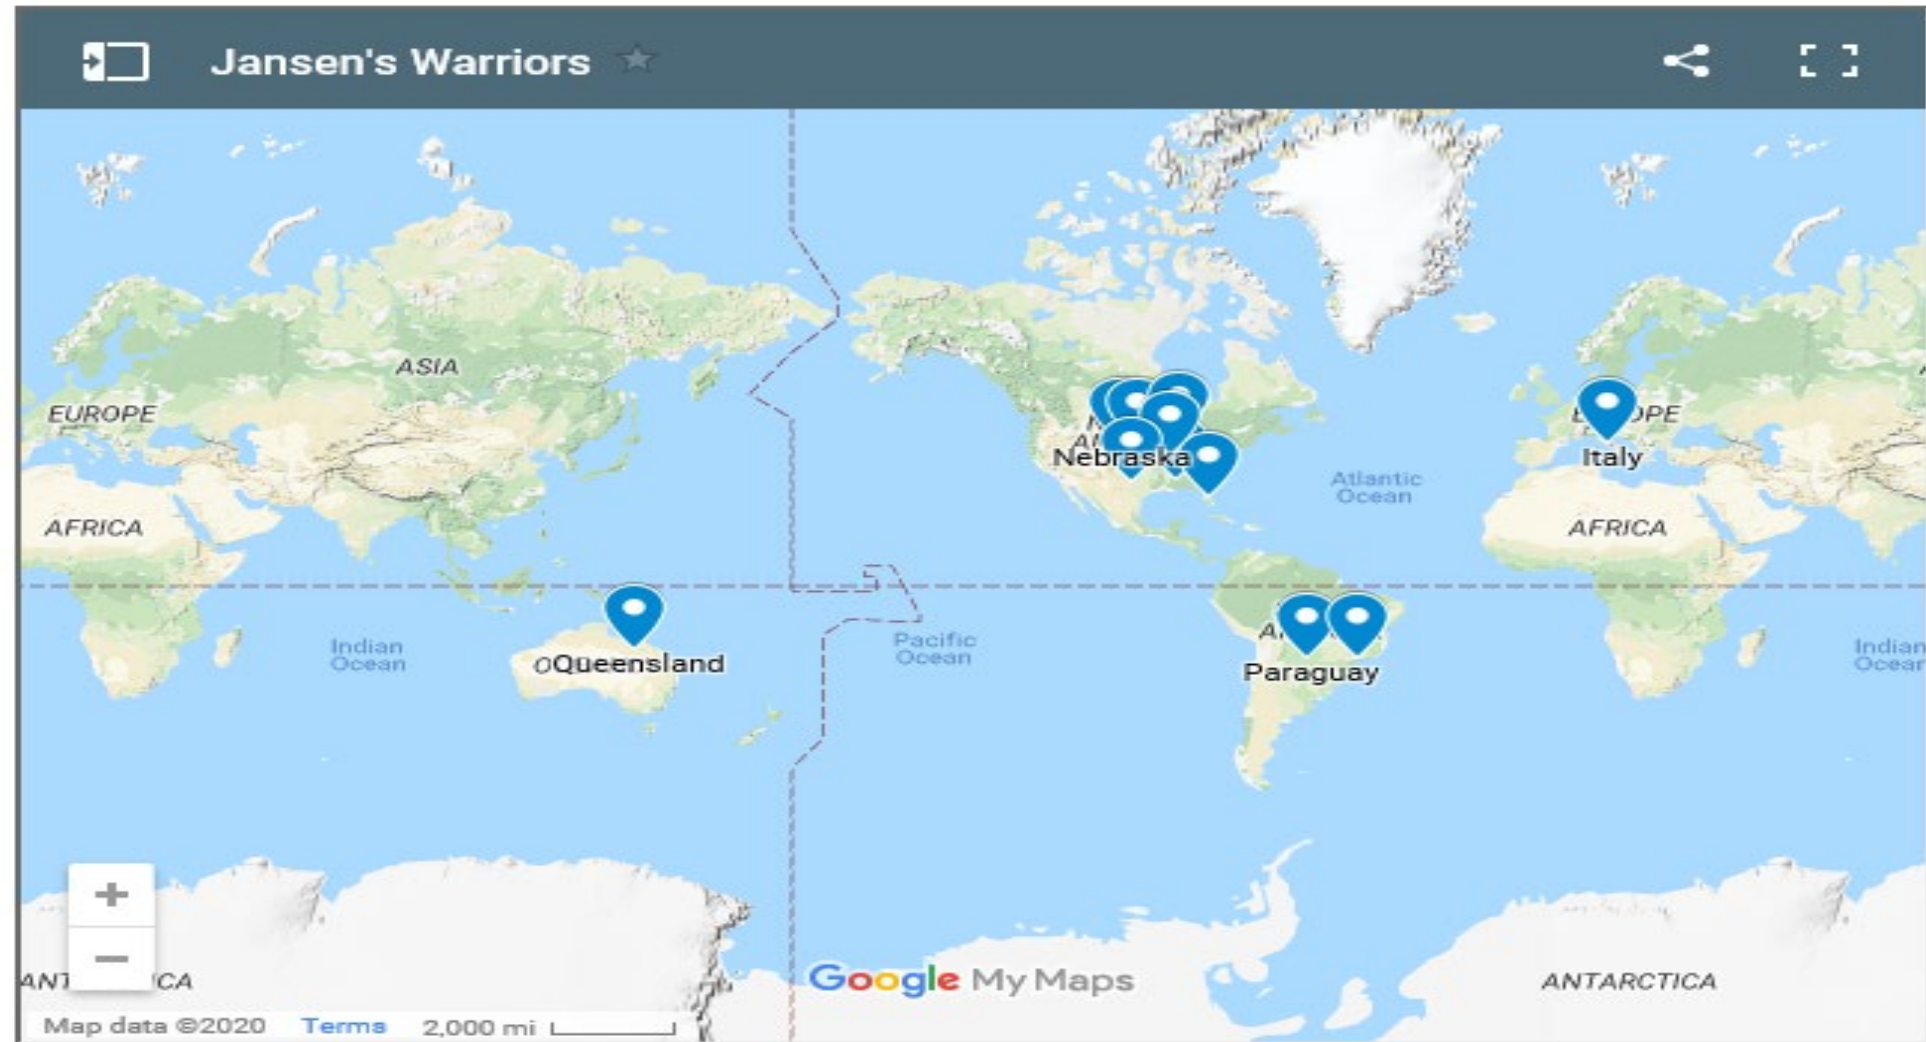 Jansen's Warriors
ASIA
EUROPE
Nebraska
Italy
Atlantic
Ocean
AFRICA
AFRICA
Indian
Ocean
Queensland
Pacific
Ocean
Paraguay
Indian
Ocean
+
−
Google My Maps
ANTARCTICA
Map data ©2020 Terms 2,000 mi